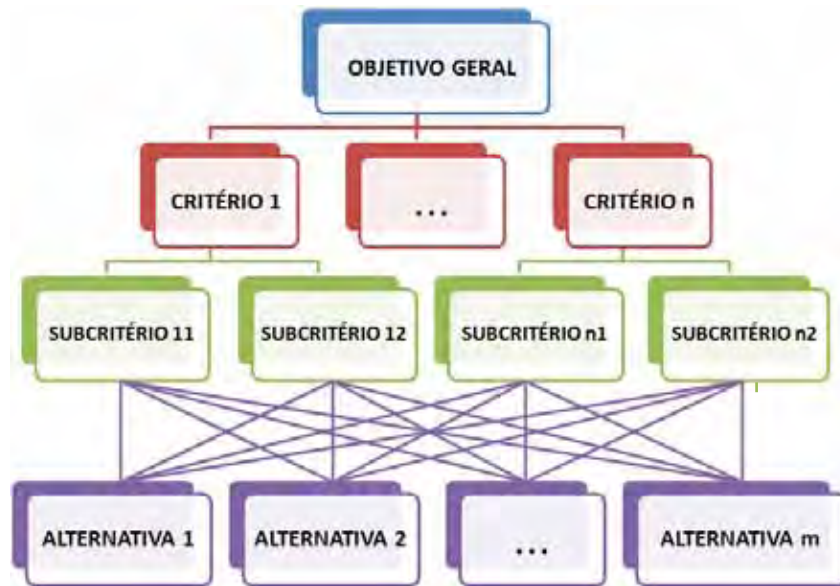 OBJETIVO GERAL
CRITÉRIO 1
...
CRITÉRIO n
SUBCRITÉRIO 11
SUBCRITÉRIO 12
SUBCRITÉRIO n1
SUBCRITÉRIO n2
ALTERNATIVA 1
ALTERNATIVA 2
...
ALTERNATIVA m